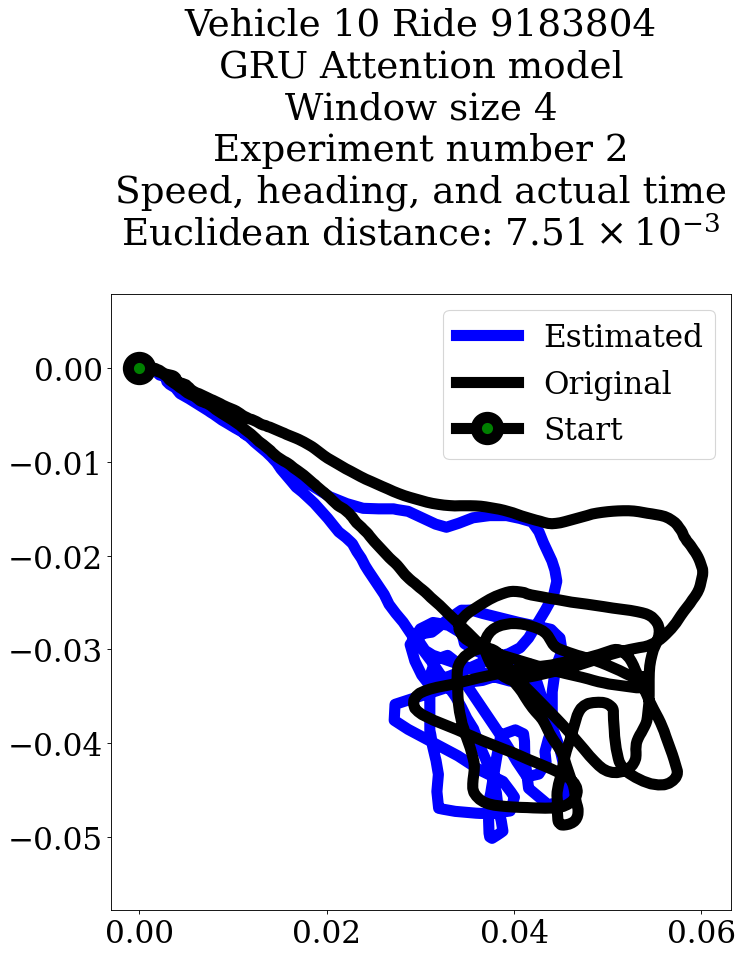 Vehicle 10 Ride 9183804
GRU Attention model
Window size 4
Experiment number 2
Speed, heading, and actual time
Euclidean distance: 7.51 × 10⁻³
Estimated
Original
Start
0.00
−0.01
−0.02
−0.03
−0.04
−0.05
0.00 0.02 0.04 0.06